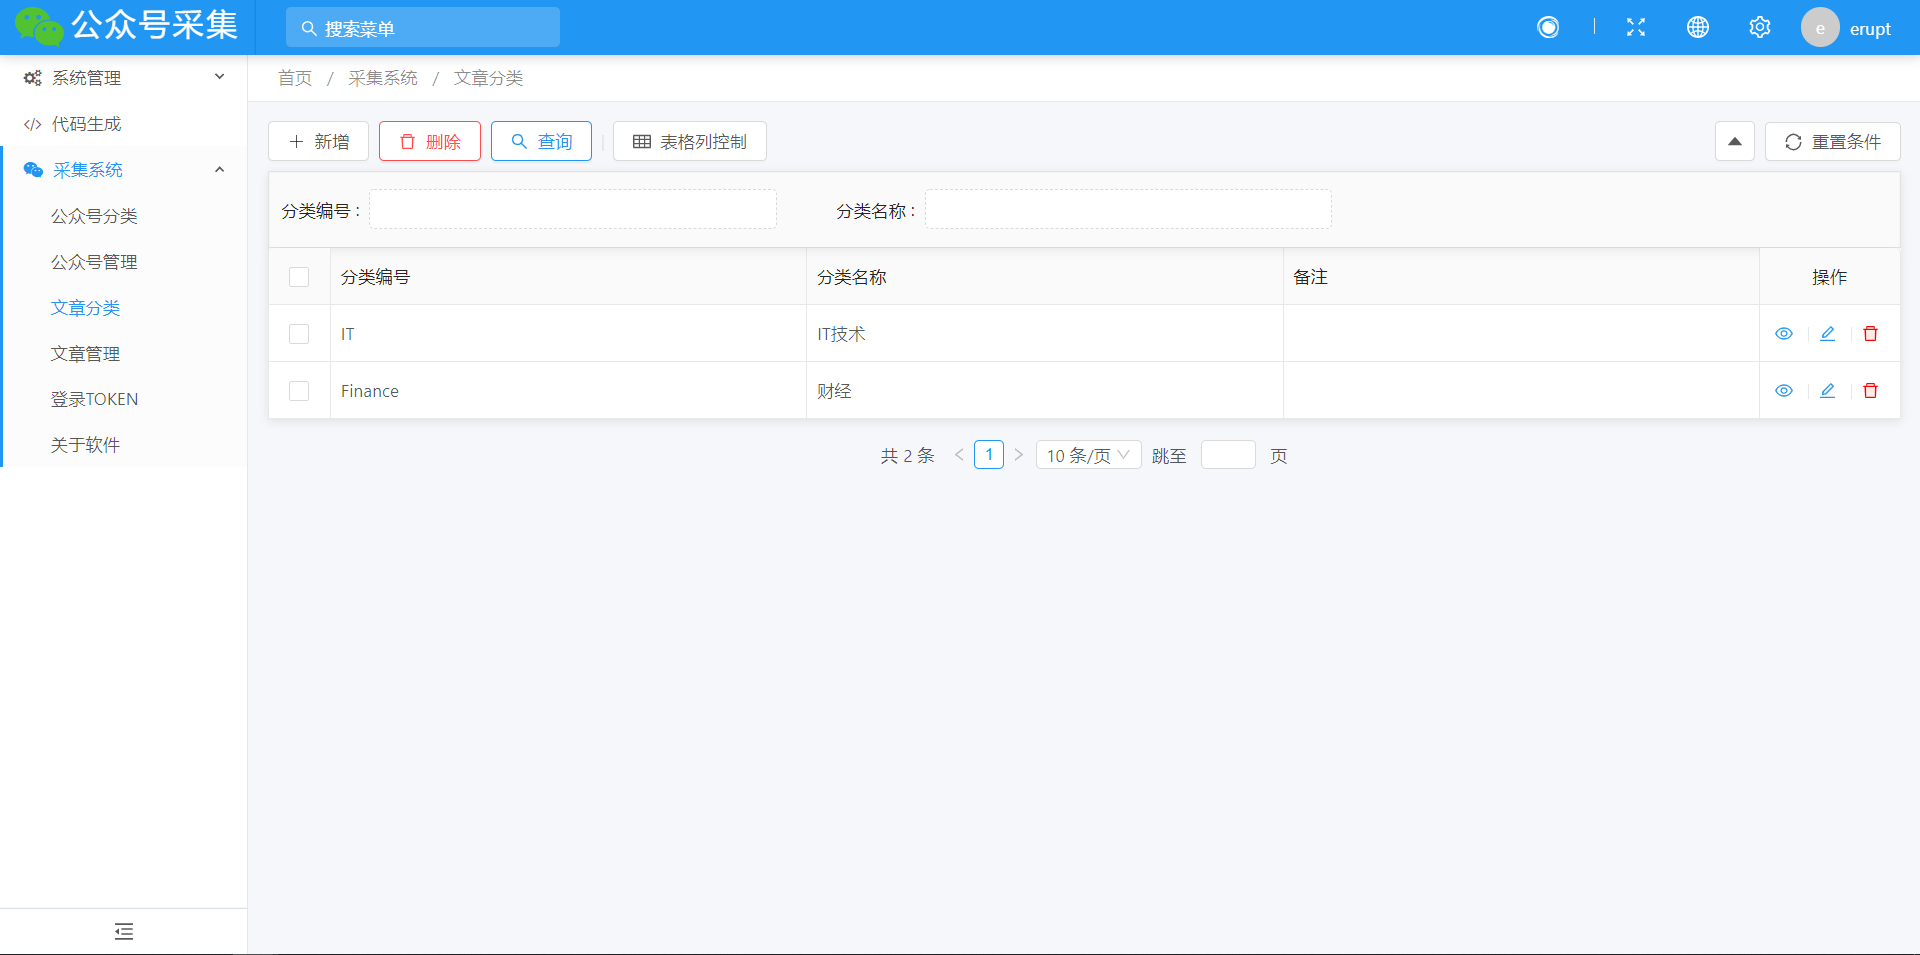 公众号采集
搜索菜单
e
erupt
系统管理
代码生成
采集系统
公众号分类
公众号管理
文章分类
文章管理
登录TOKEN
关于软件
首页 / 采集系统 / 文章分类
新增 删除 查询 表格列控制 重置条件
分类编号： 分类名称：
分类编号 分类名称 备注 操作
IT IT技术
Finance 财经
共 2 条 < 1 > 10 条/页 跳至 页